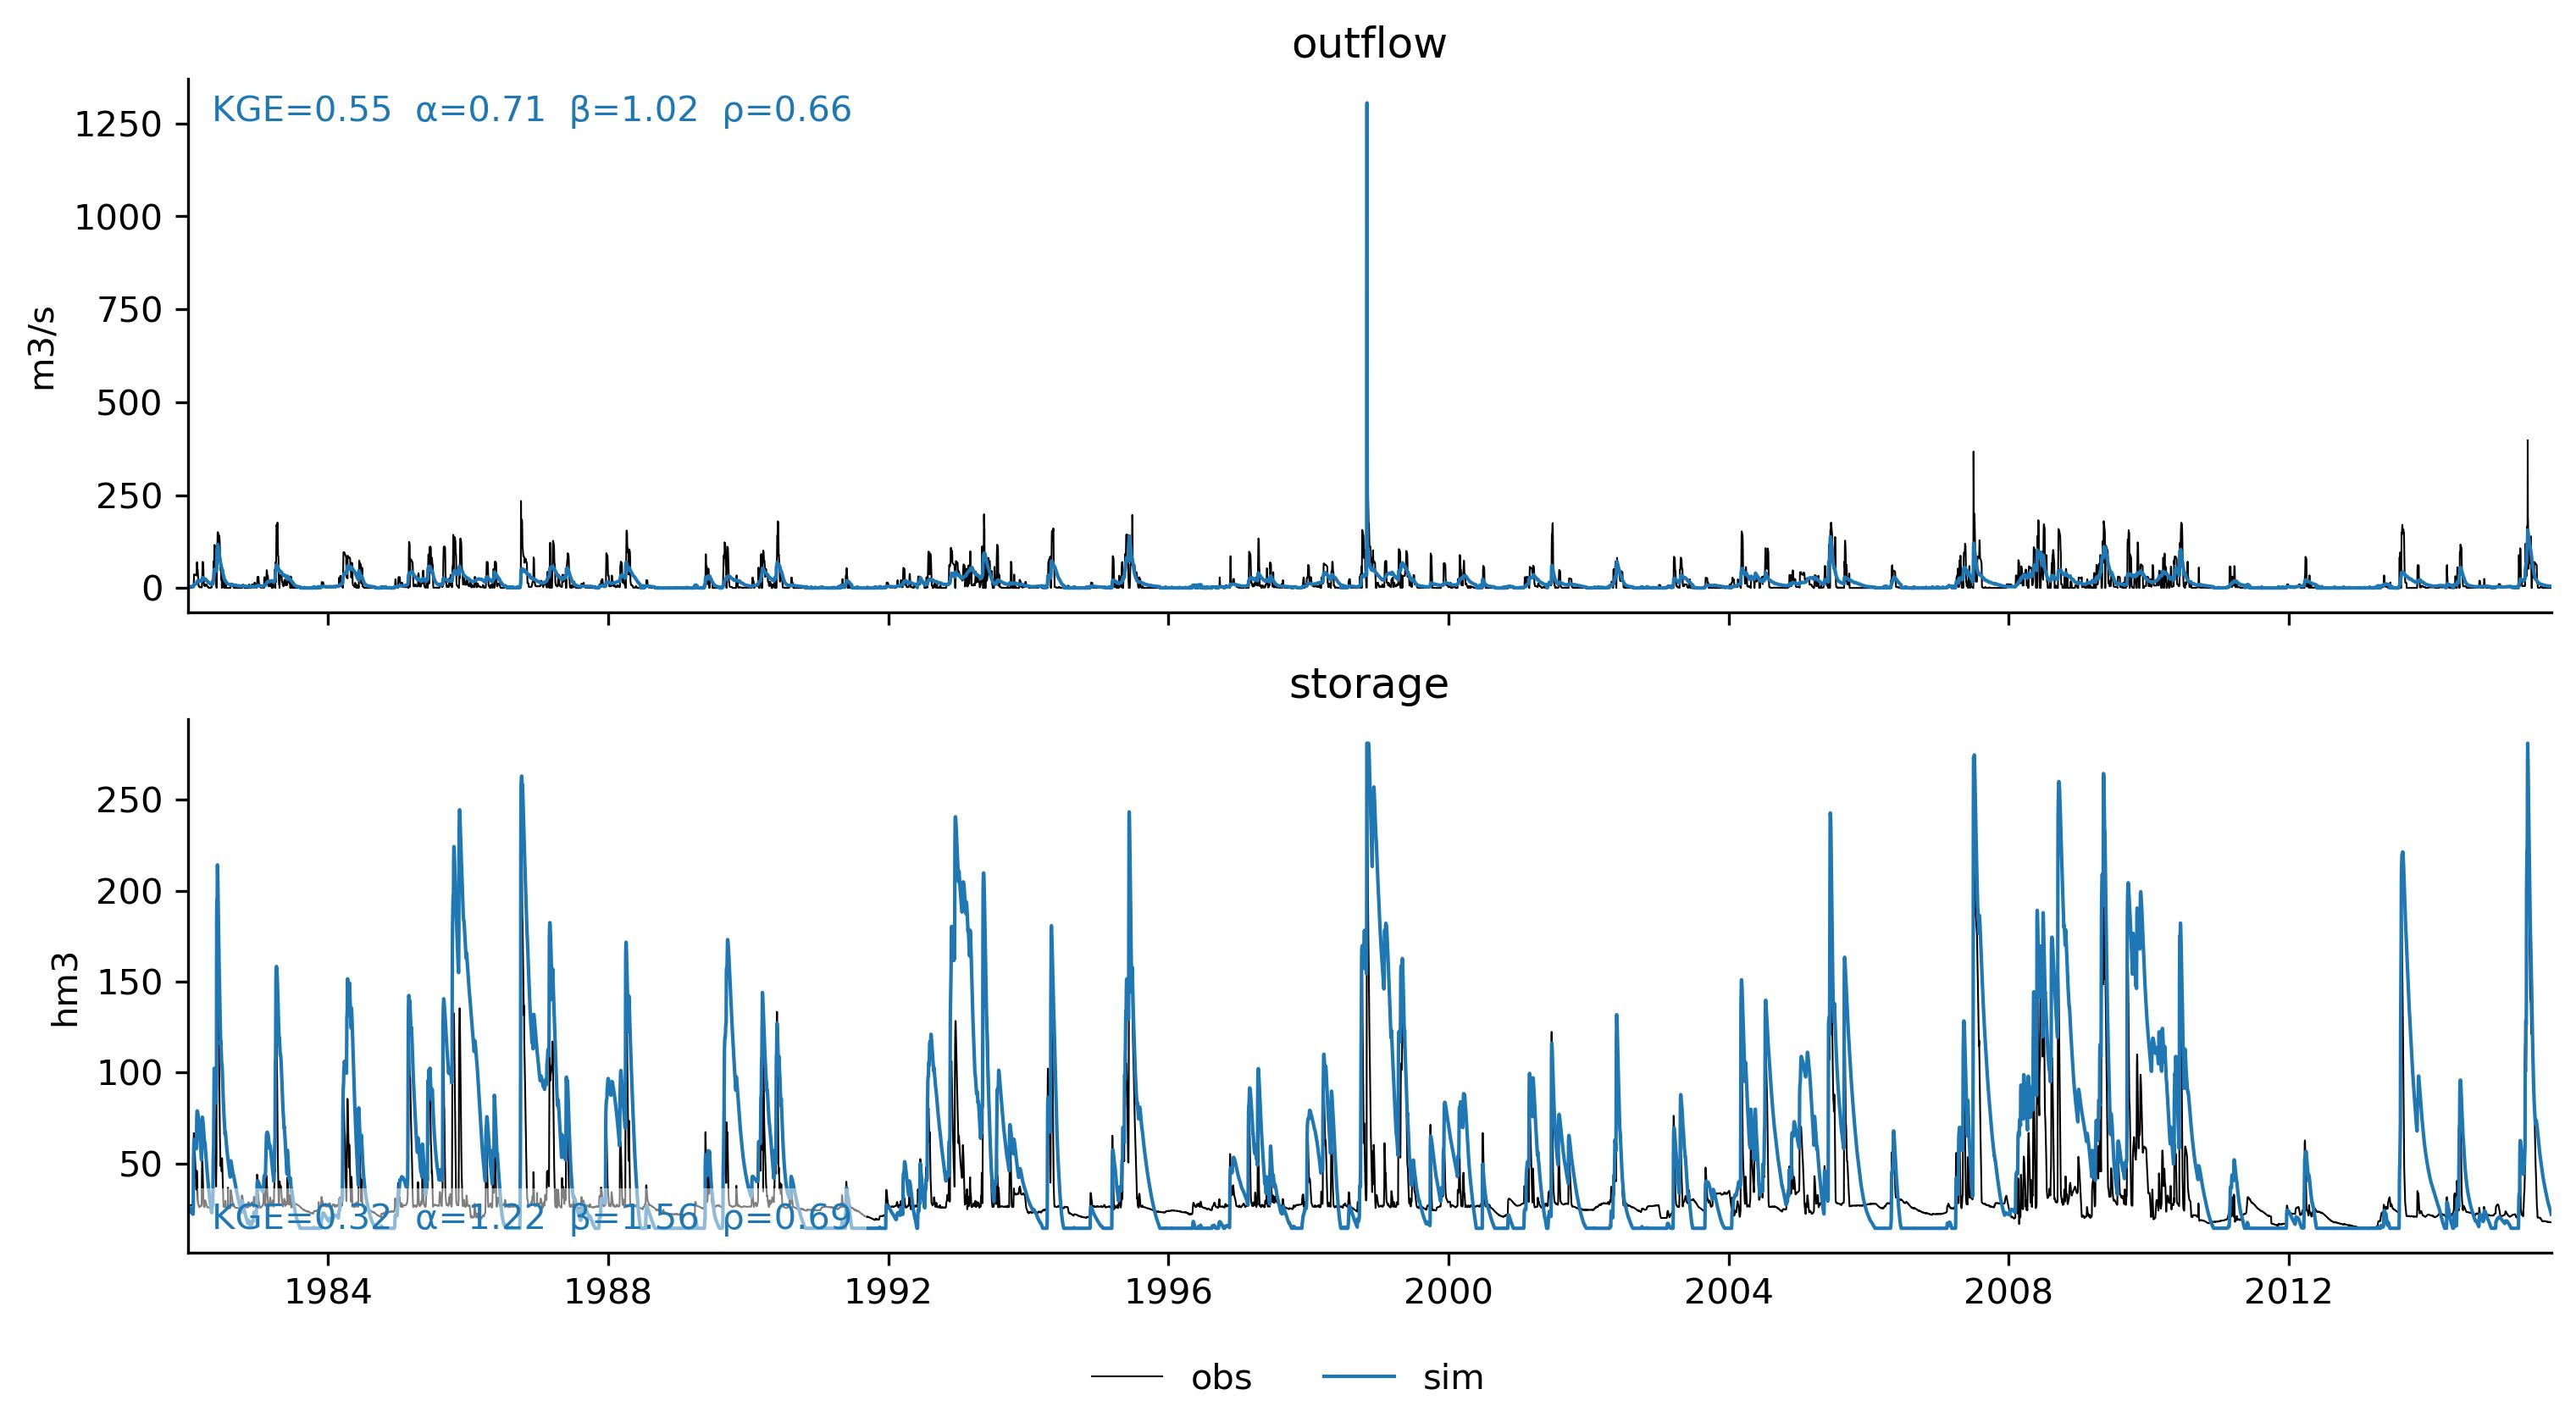 outflow
KGE=0.55 α=0.71 β=1.02 ρ=0.66
1250
1000
750
500
250
0
m3/s
storage
250
200
150
100
50
hm3
KGE=0.32 α=1.22 β=1.56 ρ=0.69
1984 1988 1992 1996 2000 2004 2008 2012
obs sim